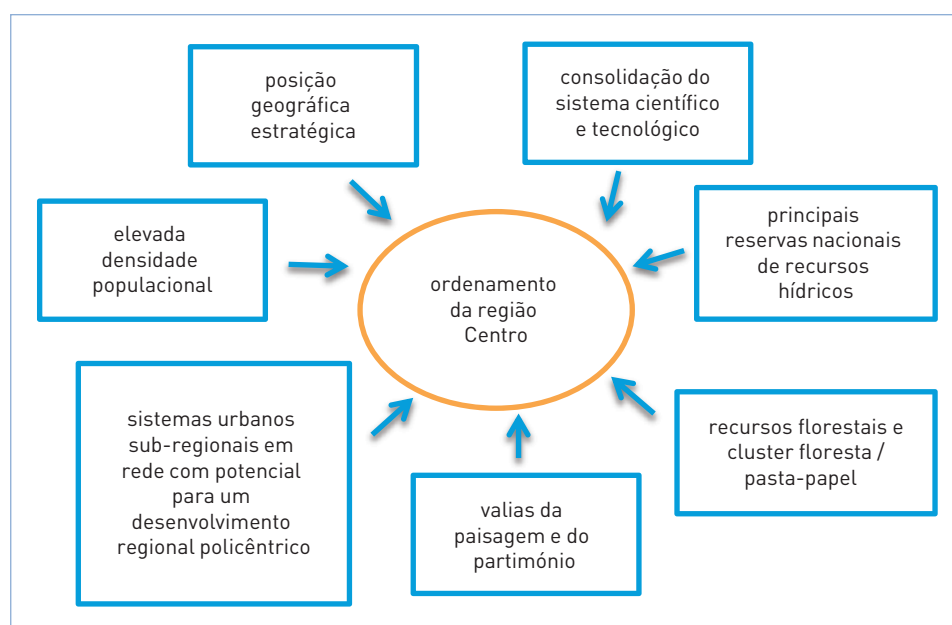 posição
geográfica
estratégica
consolidação do
sistema científico
e tecnológico
elevada
densidade
populacional
principais
reservas nacionais
de recursos
hídricos
ordenamento
da região
Centro
sistemas urbanos
sub-regionais em
rede com potencial
para um
desenvolvimento
regional policêntrico
valias da
paisagem e do
partimónio
recursos florestais e
cluster floresta /
pasta-papel